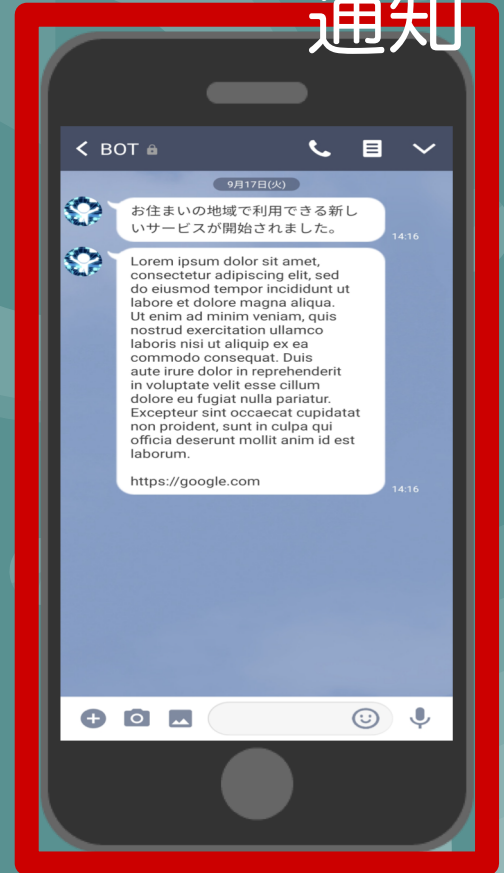 通知
BOT
9月17日(火)
お住まいの地域で利用できる新し
いサービスが開始されました。
14:16
Lorem ipsum dolor sit amet,
consectetur adipiscing elit, sed
do eiusmod tempor incididunt ut
labore et dolore magna aliqua.
Ut enim ad minim veniam, quis
nostrud exercitation ullamco
laboris nisi ut aliquip ex ea
commodo consequat. Duis
aute irure dolor in reprehenderit
in voluptate velit esse cillum
dolore eu fugiat nulla pariatur.
Excepteur sint occaecat cupidatat
non proident, sunt in culpa qui
officia deserunt mollit anim id est
laborum.
https://google.com
14:16